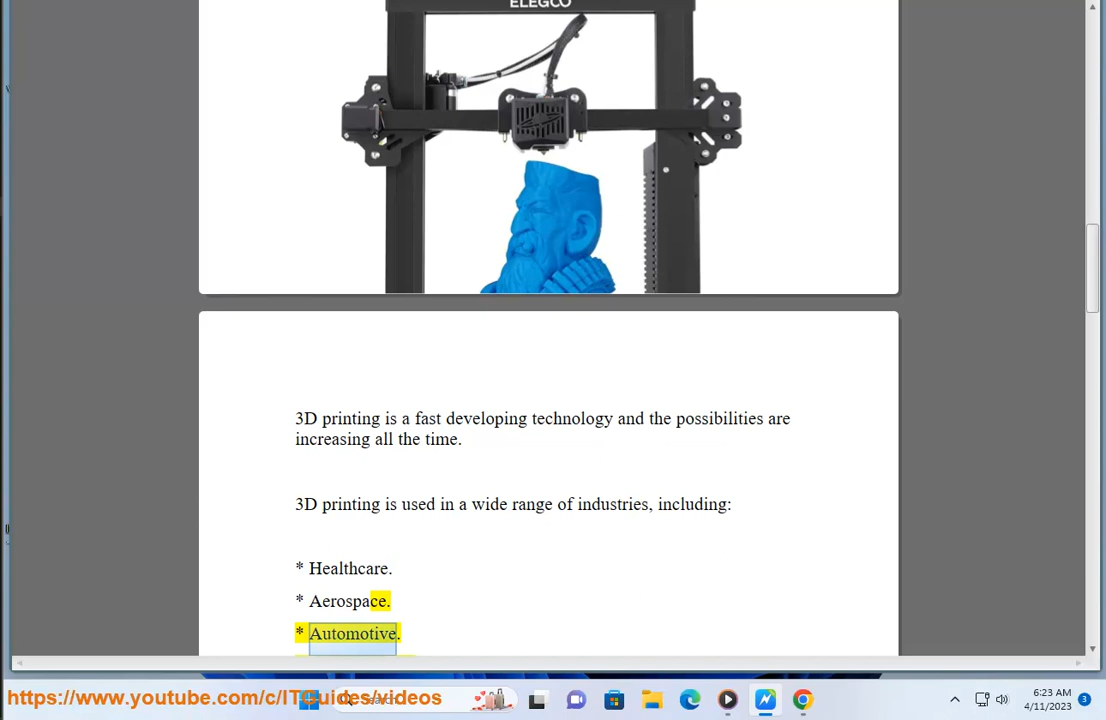 ELEGOO
3D printing is a fast developing technology and the possibilities are
increasing all the time.
3D printing is used in a wide range of industries, including:
* Healthcare.
* Aerospace.
* Automotive.
https://www.youtube.com/c/ITGuides/videos
6:23 AM
4/11/2023
3